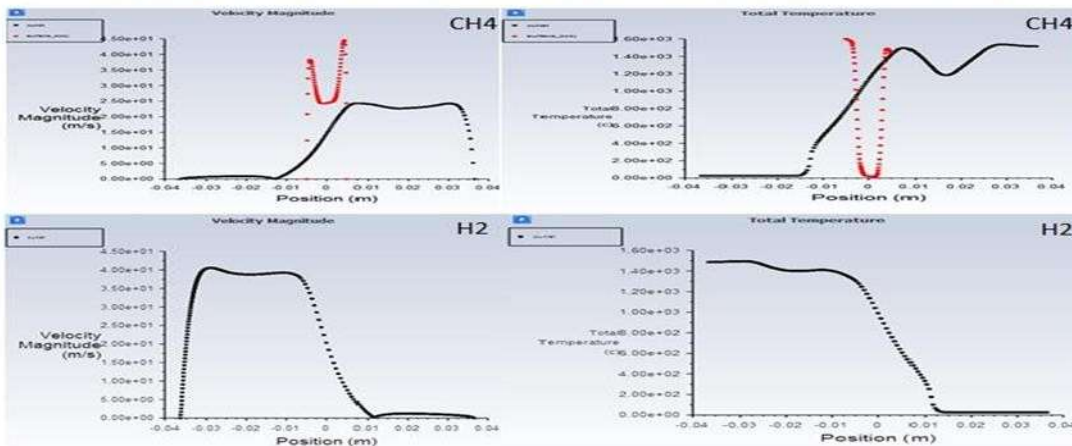 Velocity Magnitude
CH4
4.50e+01
4.00e+01
3.50e+01
3.00e+01
2.50e+01
2.00e+01
1.50e+01
1.00e+01
5.00e+00
0.00e+00
Velocity
Magnitude
(m/s)
-0.04 -0.03 -0.02 -0.01 0 0.01 0.02 0.03 0.04
Position (m)
Total Temperature
CH4
1.60e+03
1.40e+03
1.20e+03
1.00e+03
8.00e+02
6.00e+02
4.00e+02
2.00e+02
0.00e+00
Total
Temperature
(c)
-0.04 -0.03 -0.02 -0.01 0 0.01 0.02 0.03 0.04
Position (m)
Velocity Magnitude
H2
4.50e+01
4.00e+01
3.50e+01
3.00e+01
2.50e+01
2.00e+01
1.50e+01
1.00e+01
5.00e+00
0.00e+00
Velocity
Magnitude
(m/s)
-0.04 -0.03 -0.02 -0.01 0 0.01 0.02 0.03 0.04
Position (m)
Total Temperature
H2
1.60e+03
1.40e+03
1.20e+03
1.00e+03
8.00e+02
6.00e+02
4.00e+02
2.00e+02
0.00e+00
Total
Temperature
(c)
-0.04 -0.03 -0.02 -0.01 0 0.01 0.02 0.03 0.04
Position (m)